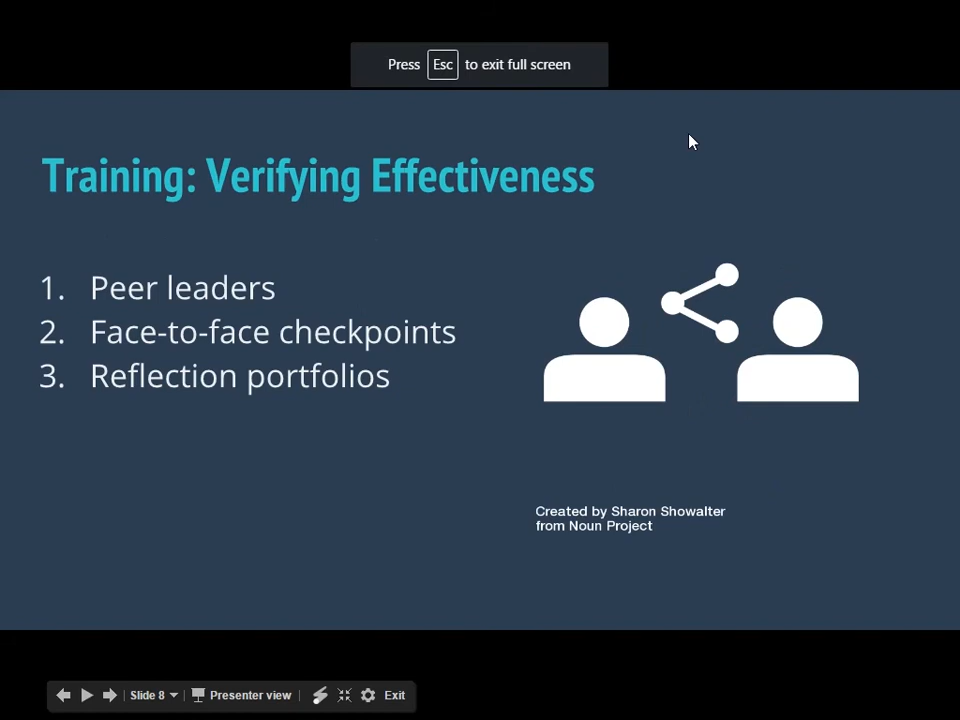 Press Esc to exit full screen
Training: Verifying Effectiveness
1. Peer leaders
2. Face-to-face checkpoints
3. Reflection portfolios
Created by Sharon Showalter
from Noun Project
Slide 8 Presenter view Exit